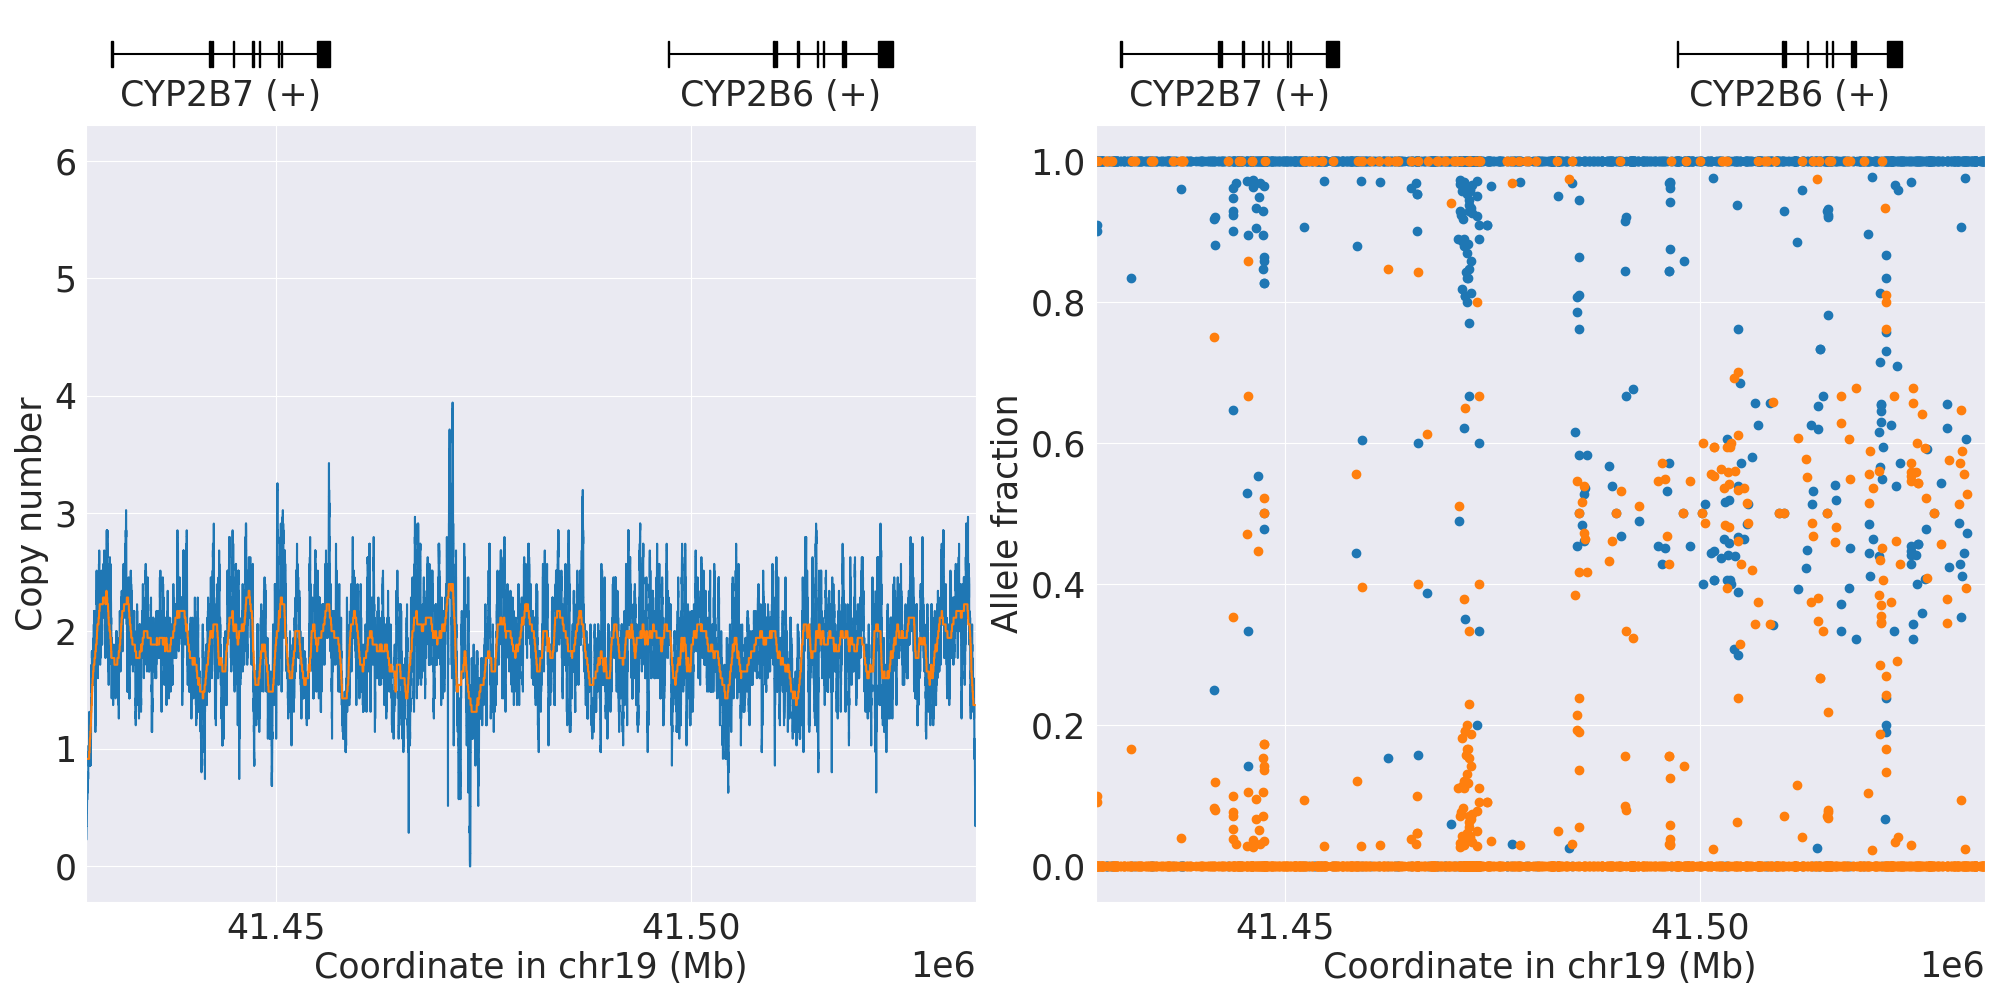 CYP2B7 (+)
CYP2B6 (+)
6
5
4
3
2
1
0
Copy number
41.45
41.50
Coordinate in chr19 (Mb)
1e6
CYP2B7 (+)
CYP2B6 (+)
1.0
0.8
0.6
0.4
0.2
0.0
Allele fraction
41.45
41.50
Coordinate in chr19 (Mb)
1e6